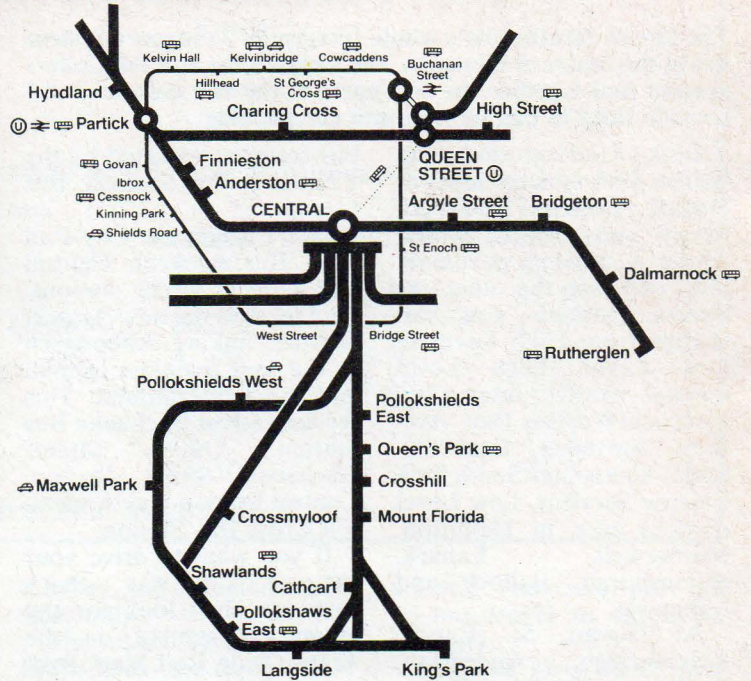 Kelvin Hall
Kelvinbridge
Cowcaddens
Buchanan
Street
Hillhead
St George's
Cross
Hyndland
Charing Cross
High Street
U
Partick
QUEEN
STREET U
Govan
Ibrox
Cessnock
Kinning Park
Shields Road
Finnieston
Anderston
CENTRAL
Argyle Street
Bridgeton
St Enoch
Dalmarnock
West Street
Bridge Street
Rutherglen
Pollokshields West
Pollokshields
East
Queen's Park
Crosshill
Mount Florida
Maxwell Park
Crossmyloof
Shawlands
Cathcart
Pollokshaws
East
Langside
King's Park